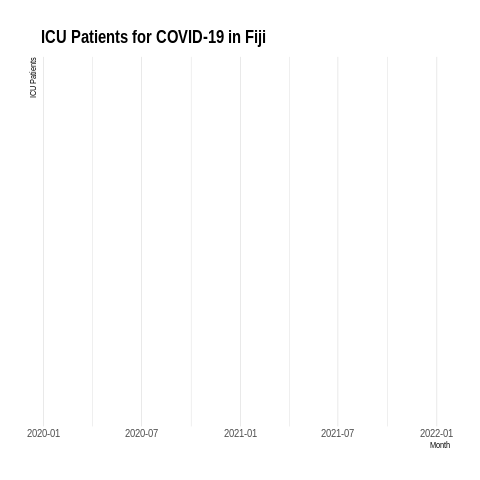 ICU Patients for COVID-19 in Fiji
ICU Patients
2020-01 2020-07 2021-01 2021-07 2022-01
Month